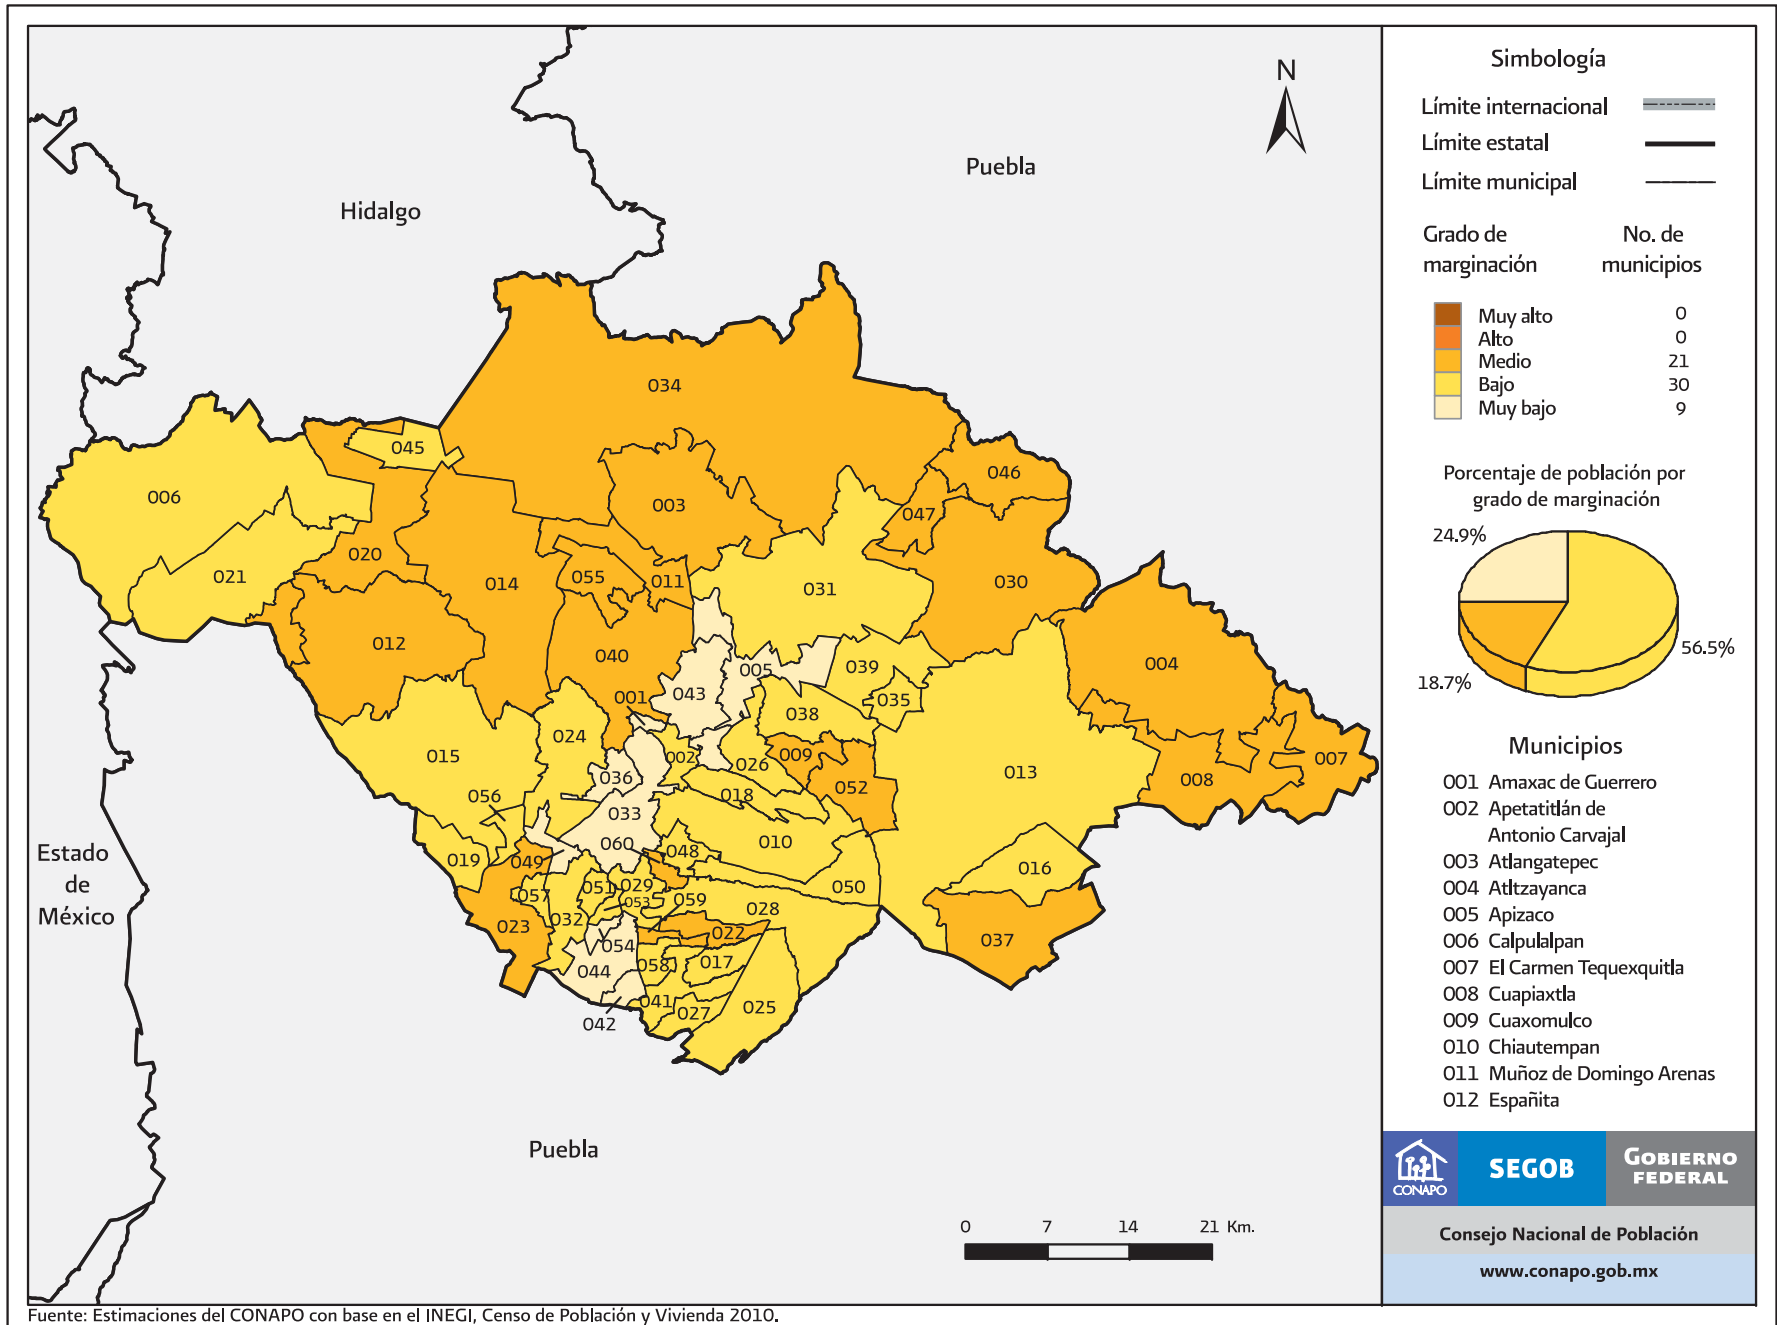 N
Puebla
Hidalgo
034
045
006
003
046
047
020
021
014
055
011
031
030
012
040
005
039
004
043
001
035
038
024
015
002
009
026
013
007
036
008
052
056
018
033
010
060
019
049
048
016
051
029
050
057
053
059
032
028
023
022
037
054
044
058
017
041
025
027
042
Estado
de
México
Puebla
0 7 14 21 Km.
Simbología
Límite internacional
Límite estatal
Límite municipal
Grado de marginación
No. de municipios
Muy alto 0
Alto 0
Medio 21
Bajo 30
Muy bajo 9
Porcentaje de población por
grado de marginación
24.9%
56.5%
18.7%
Municipios
001 Amaxac de Guerrero
002 Apetatitlán de
Antonio Carvajal
003 Atlangatepec
004 Atltzayanca
005 Apizaco
006 Calpulalpan
007 El Carmen Tequexquitla
008 Cuapiaxtla
009 Cuaxomulco
010 Chiautempan
011 Muñoz de Domingo Arenas
012 Españita
CONAPO
SEGOB
GOBIERNO
FEDERAL
Consejo Nacional de Población
www.conapo.gob.mx
Fuente: Estimaciones del CONAPO con base en el INEGI, Censo de Población y Vivienda 2010.